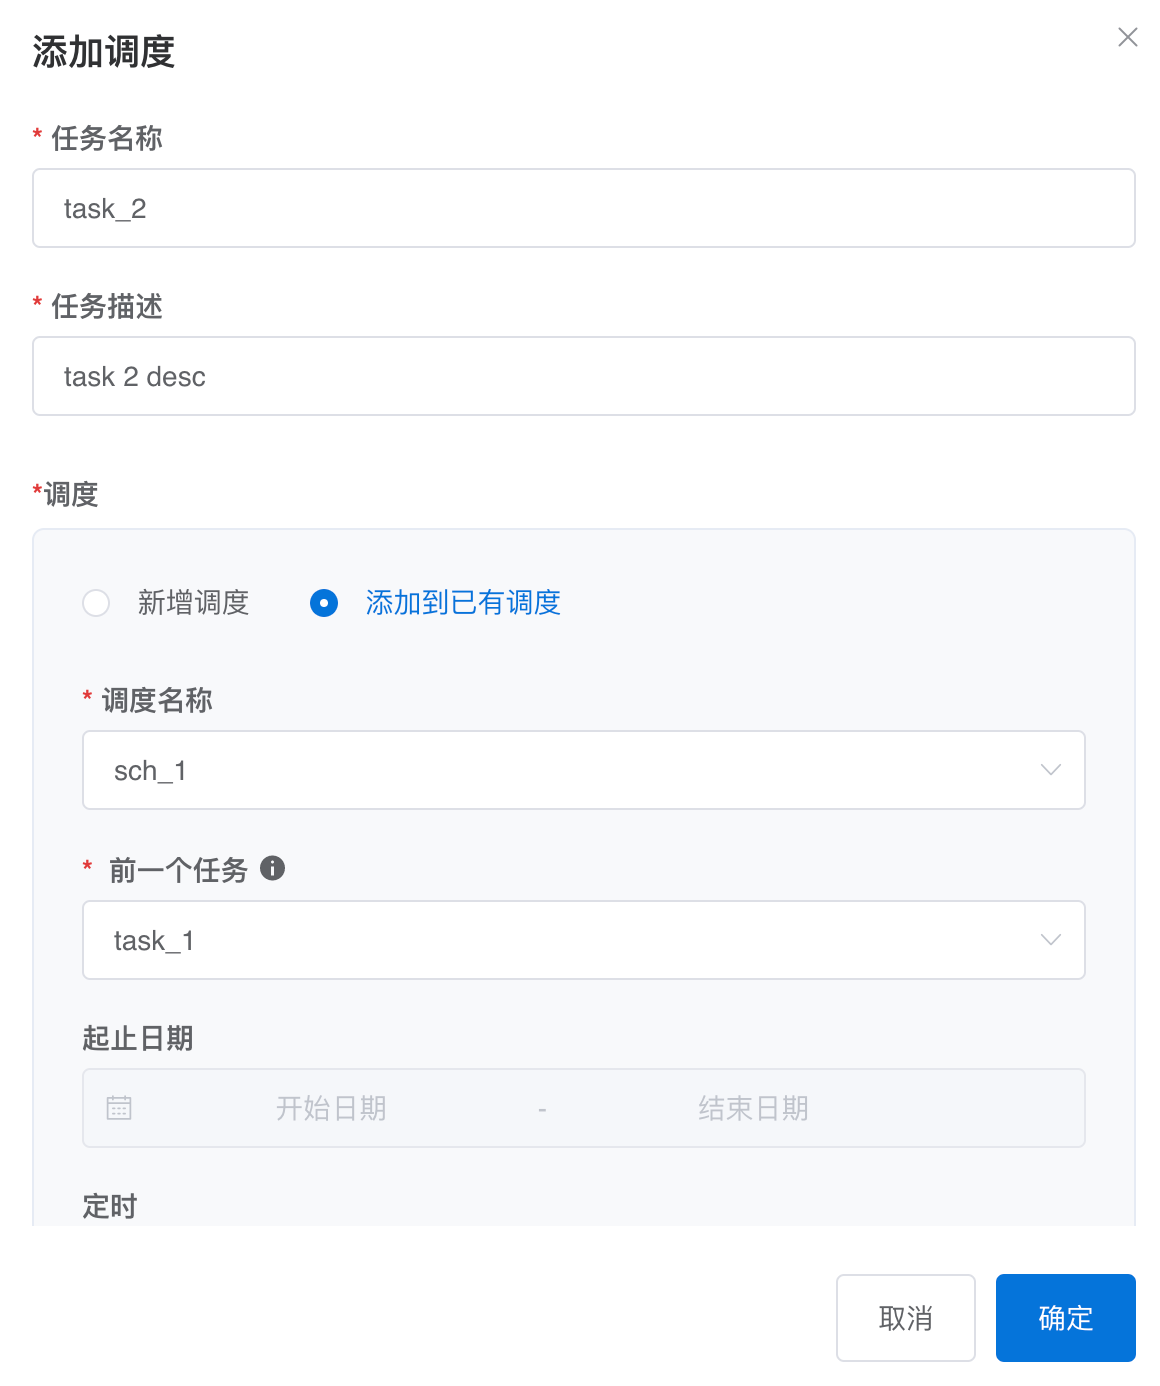 添加调度
* 任务名称
task_2
* 任务描述
task 2 desc
*调度
新增调度 添加到已有调度
* 调度名称
sch_1
* 前一个任务
task_1
起止日期
开始日期 - 结束日期
定时
取消 确定